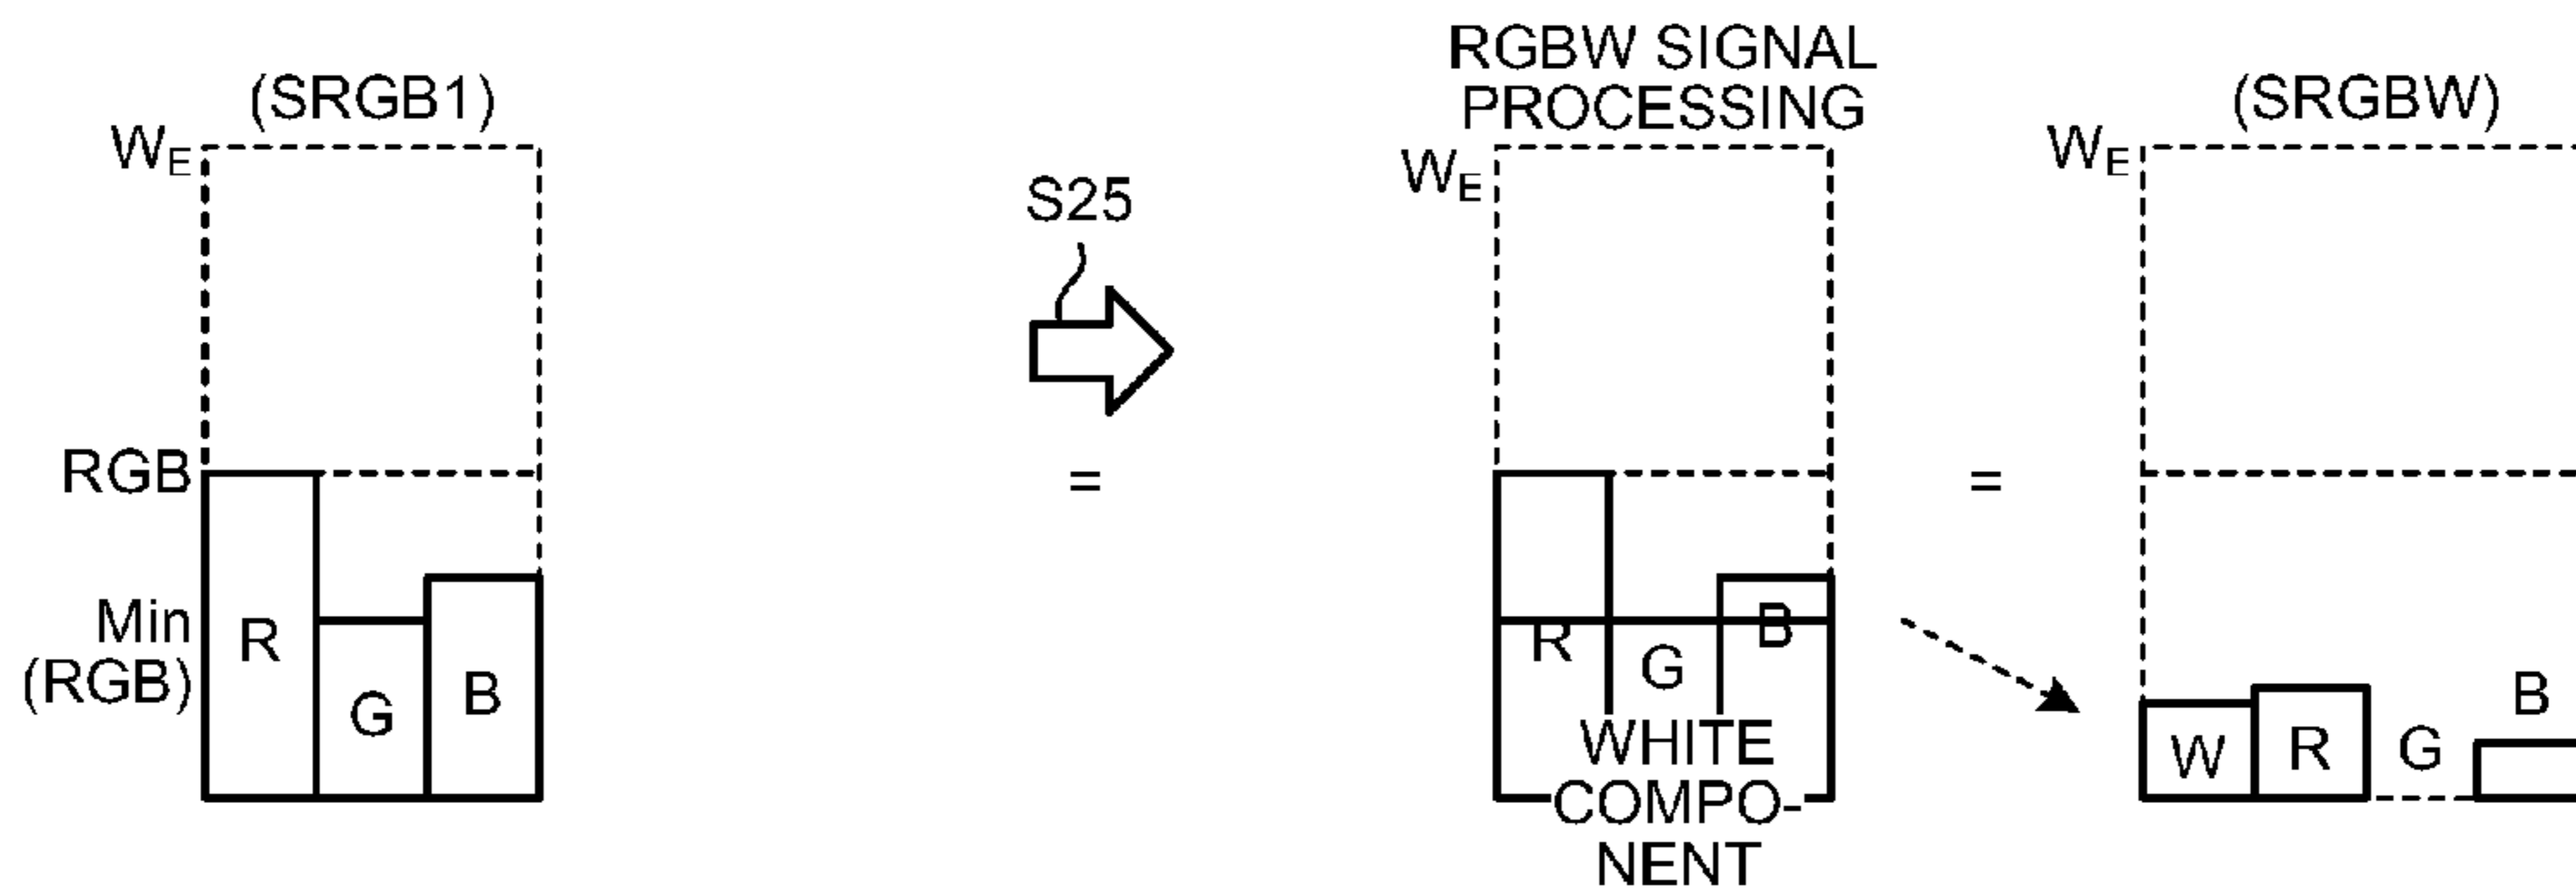 (SRGB1)
WE
RGB
Min
(RGB)
R
G
B
S25
=
RGBW SIGNAL
PROCESSING
WE
R
G
B
WHITE
COMPO-
NENT
=
(SRGBW)
WE
W
R
G
B